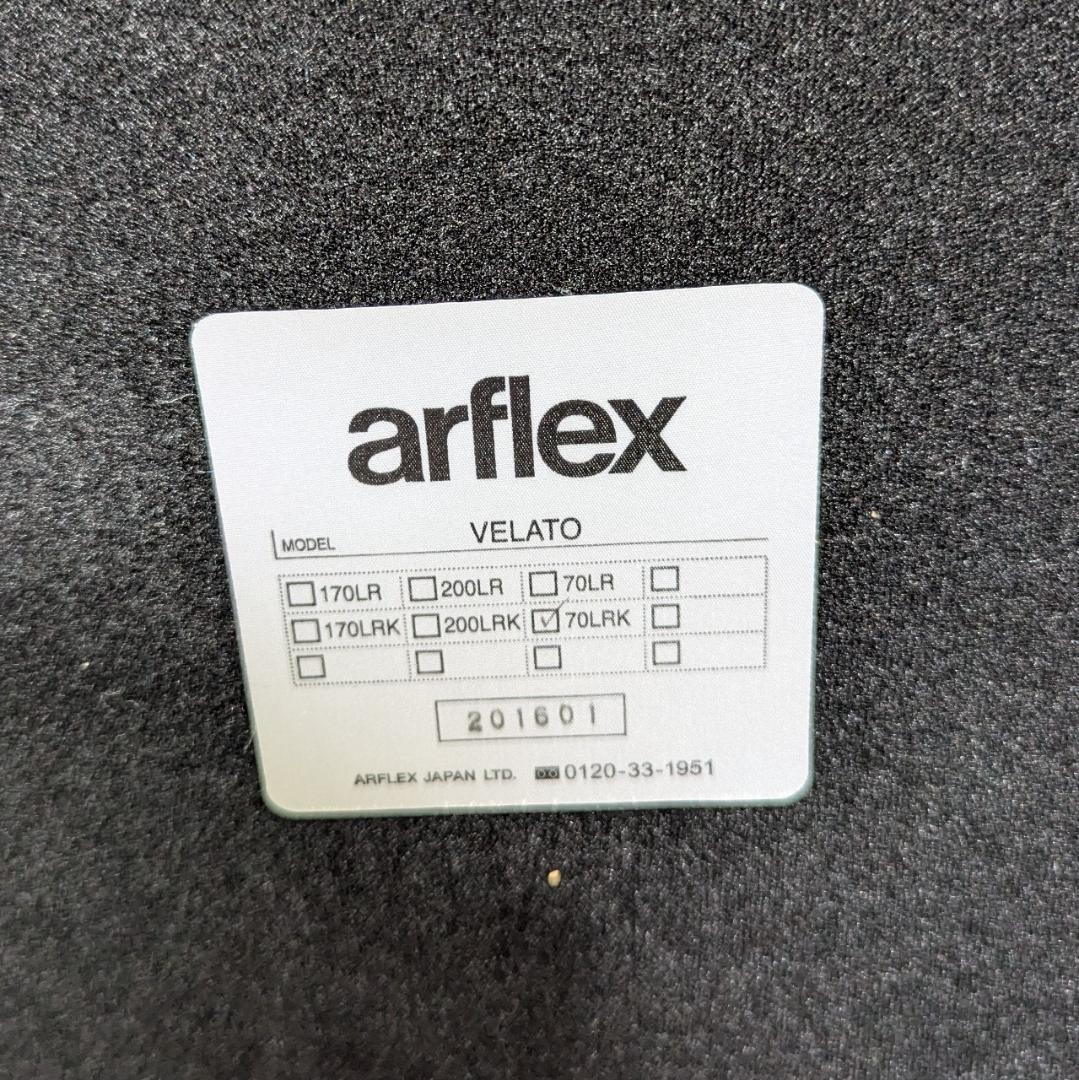 arflex
MODEL VELATO
☐170LR ☐200LR ☐70LR ☐
☐170LRK ☐200LRK ☑70LRK ☐
☐ ☐ ☐ ☐
201601
ARFLEX JAPAN LTD. 0120-33-1951